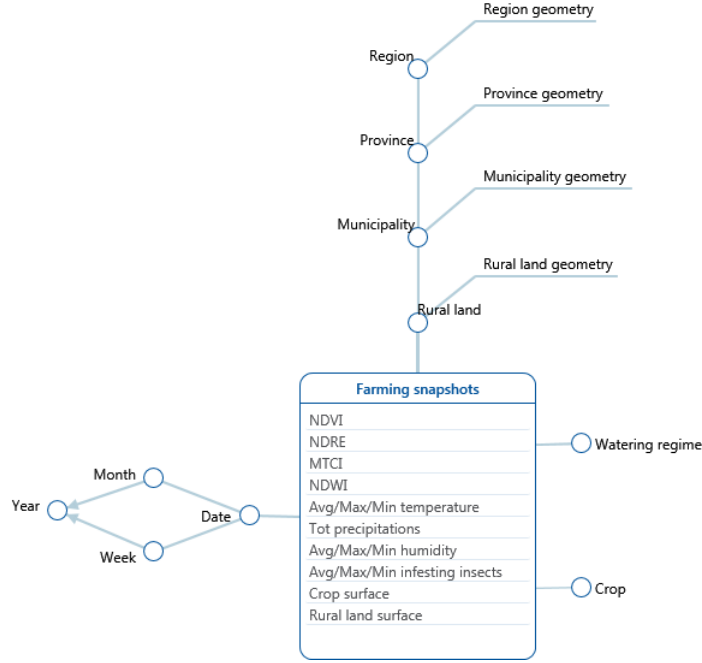 Region geometry
Region
Province geometry
Province
Municipality geometry
Municipality
Rural land geometry
Rural land
Farming snapshots
NDVI
NDRE
MTCI
NDWI
Avg/Max/Min temperature
Tot precipitations
Avg/Max/Min humidity
Avg/Max/Min infesting insects
Crop surface
Rural land surface
Watering regime
Crop
Month
Year
Date
Week